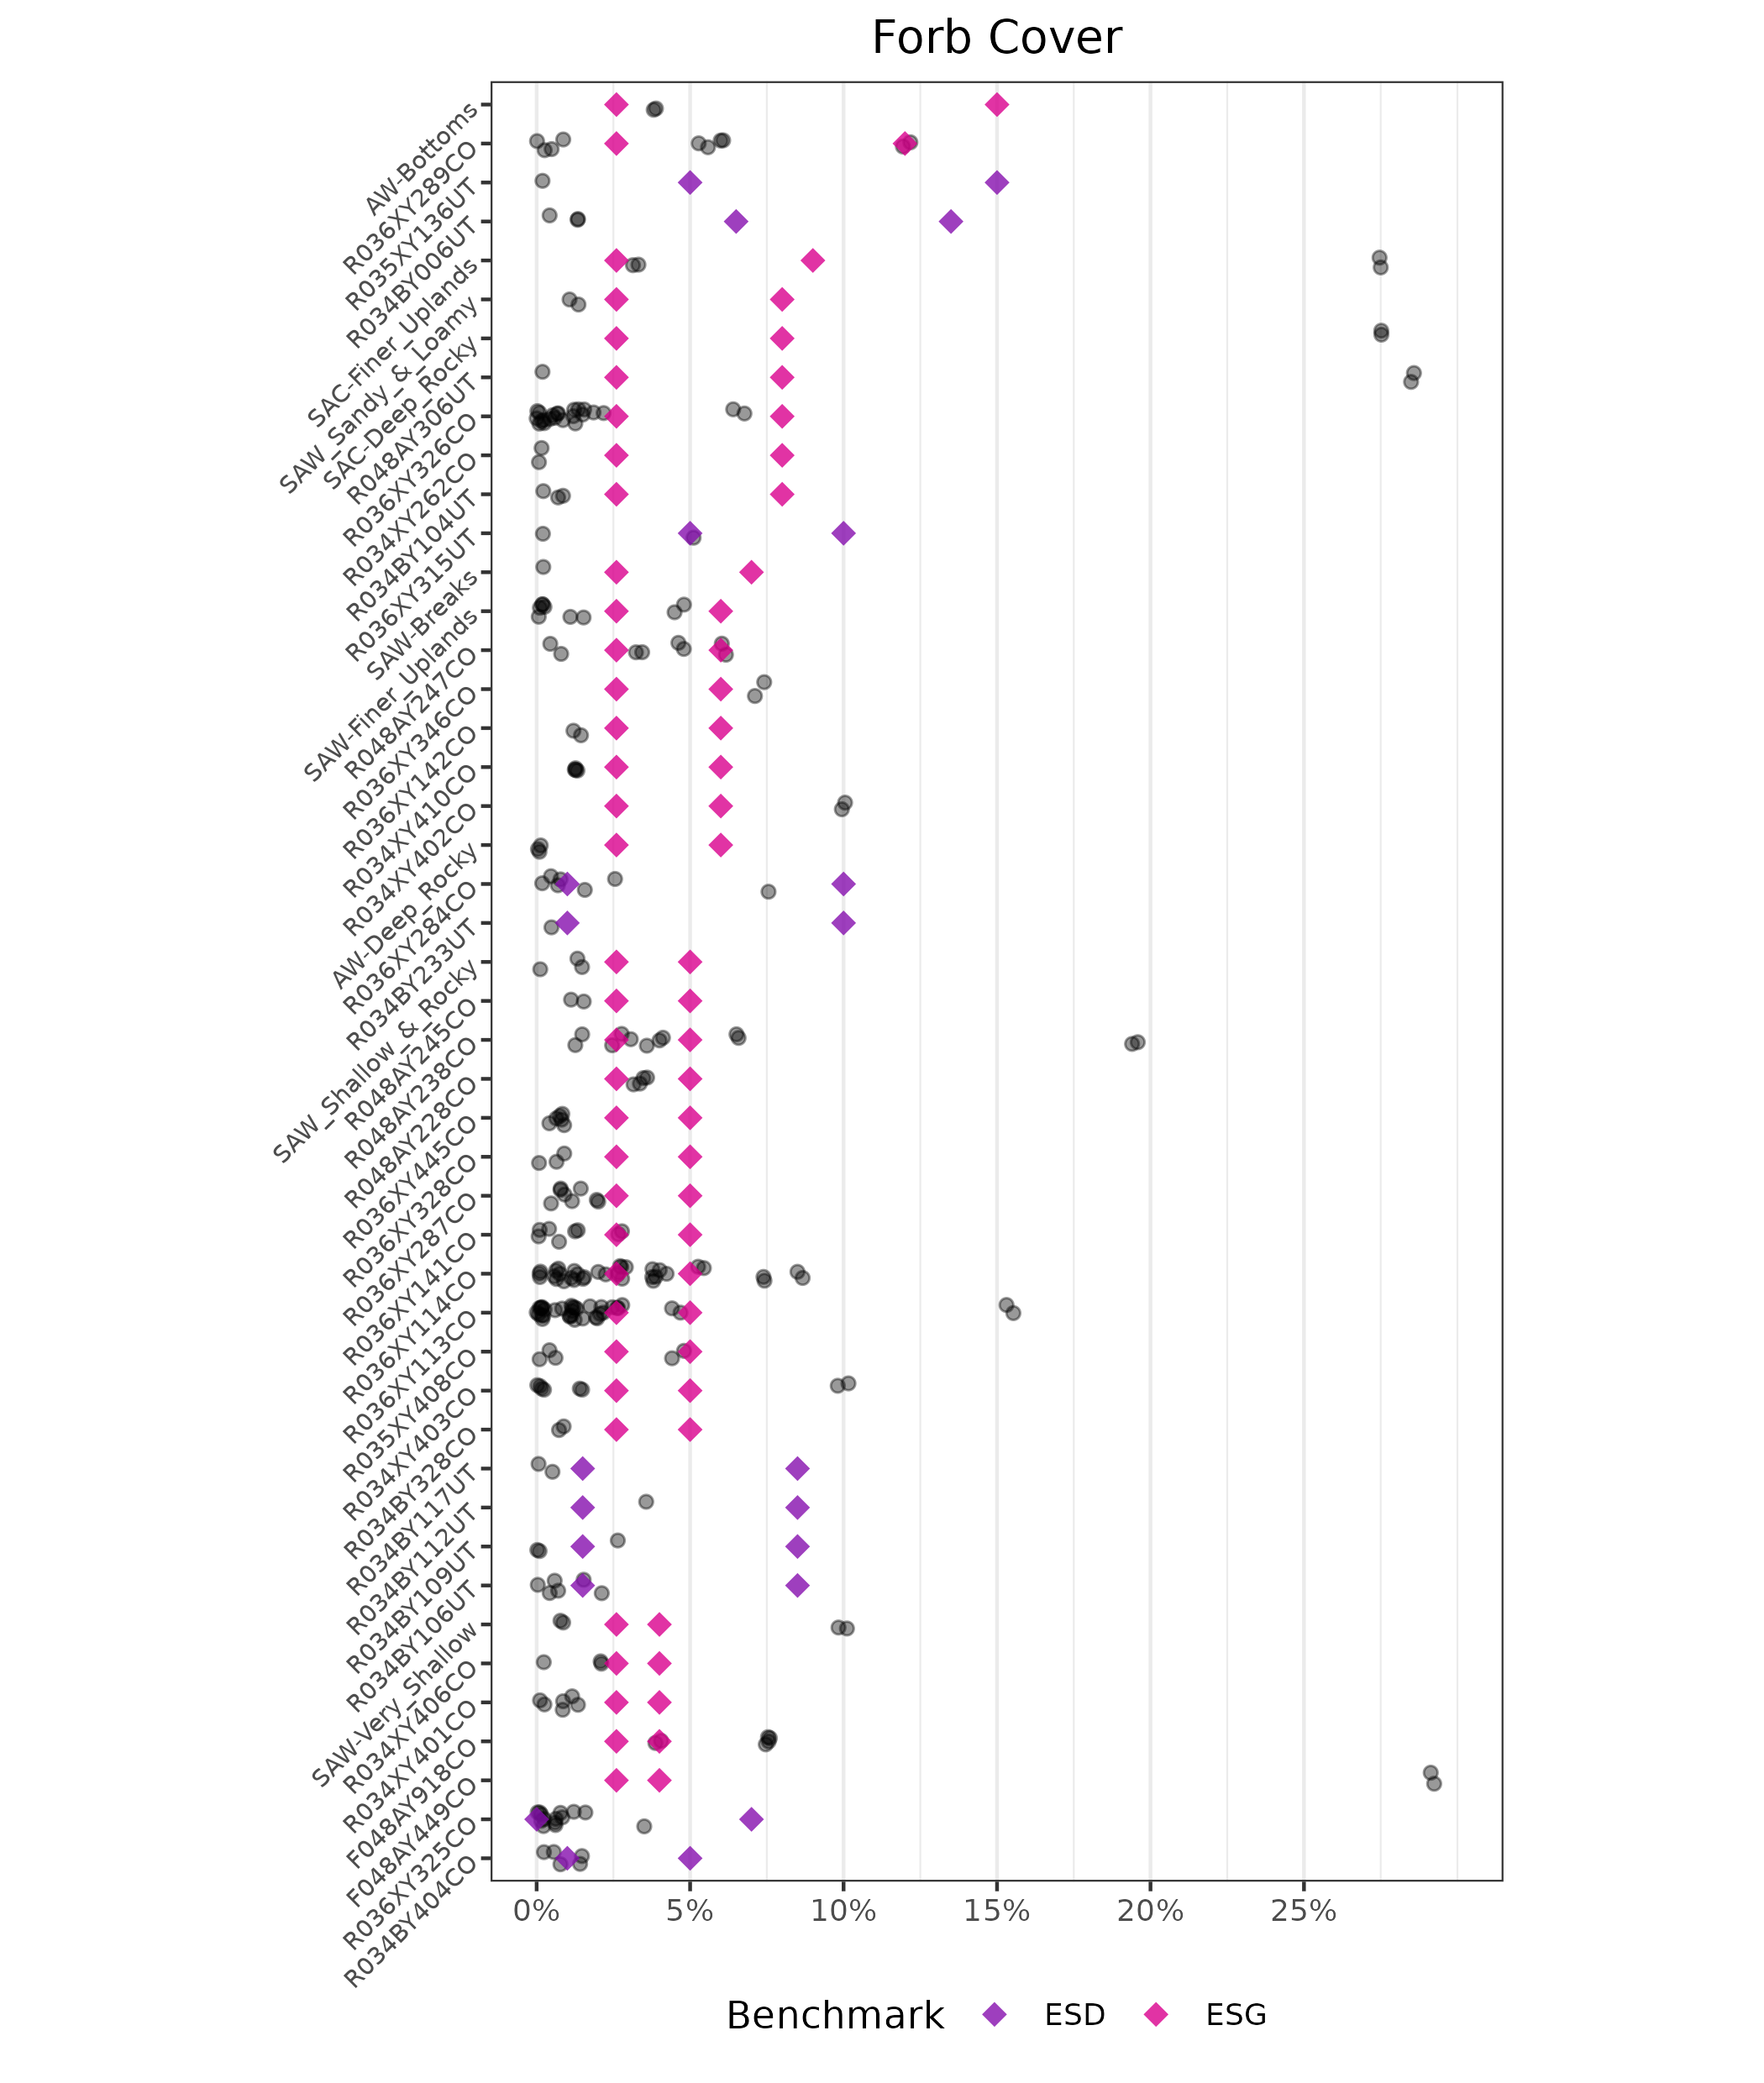 Forb Cover
AW-Bottoms
R036XY289CO
R035XY136UT
R034BY006UT
SAC-Finer_Uplands
SAW_Sandy_&_Loamy
SAC-Deep_Rocky
R048AY306UT
R036XY326CO
R034XY262CO
R034BY104UT
R036XY315UT
SAW-Breaks
SAW-Finer_Uplands
R048AY247CO
R036XY346CO
R036XY142CO
R034XY410CO
R034XY402CO
AW-Deep_Rocky
R036XY284CO
R034BY233UT
SAW_Shallow_&_Rocky
R048AY245CO
R048AY238CO
R048AY228CO
R036XY445CO
R036XY328CO
R036XY287CO
R036XY141CO
R036XY114CO
R036XY113CO
R035XY408CO
R034XY403CO
R034BY328CO
R034BY117UT
R034BY112UT
R034BY109UT
R034BY106UT
SAW-Very_Shallow
R034XY406CO
R034XY401CO
F048AY918CO
F048AY449CO
R036XY325CO
R034BY404CO
0% 5% 10% 15% 20% 25%
Benchmark ESD ESG